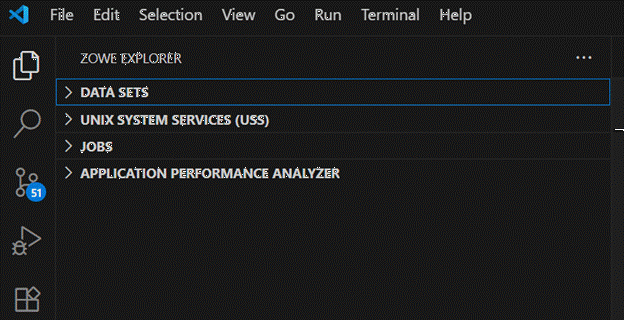 File Edit Selection View Go Run Terminal Help
ZOWE EXPLORER
DATA SETS
UNIX SYSTEM SERVICES (USS)
JOBS
APPLICATION PERFORMANCE ANALYZER
51